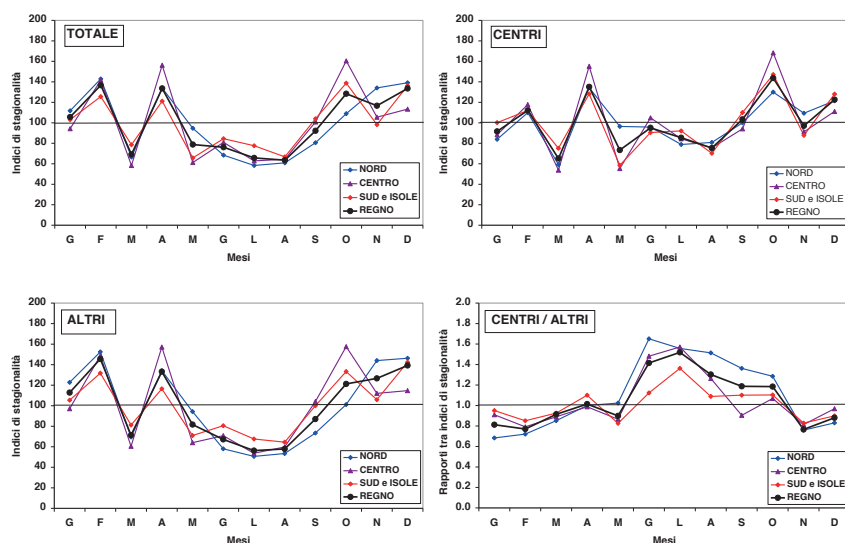 TOTALE
Indici di stagionalità
200
180
160
140
120
100
80
60
40
20
0
G F M A M G L A S O N D
Mesi
NORD
CENTRO
SUD e ISOLE
REGNO
CENTRI
Indici di stagionalità
200
180
160
140
120
100
80
60
40
20
0
G F M A M G L A S O N D
Mesi
NORD
CENTRO
SUD e ISOLE
REGNO
ALTRI
Indici di stagionalità
200
180
160
140
120
100
80
60
40
20
0
G F M A M G L A S O N D
Mesi
NORD
CENTRO
SUD e ISOLE
REGNO
CENTRI / ALTRI
Rapporti tra indici di stagionalità
2.0
1.8
1.6
1.4
1.2
1.0
0.8
0.6
0.4
0.2
0.0
G F M A M G L A S O N D
Mesi
NORD
CENTRO
SUD e ISOLE
REGNO